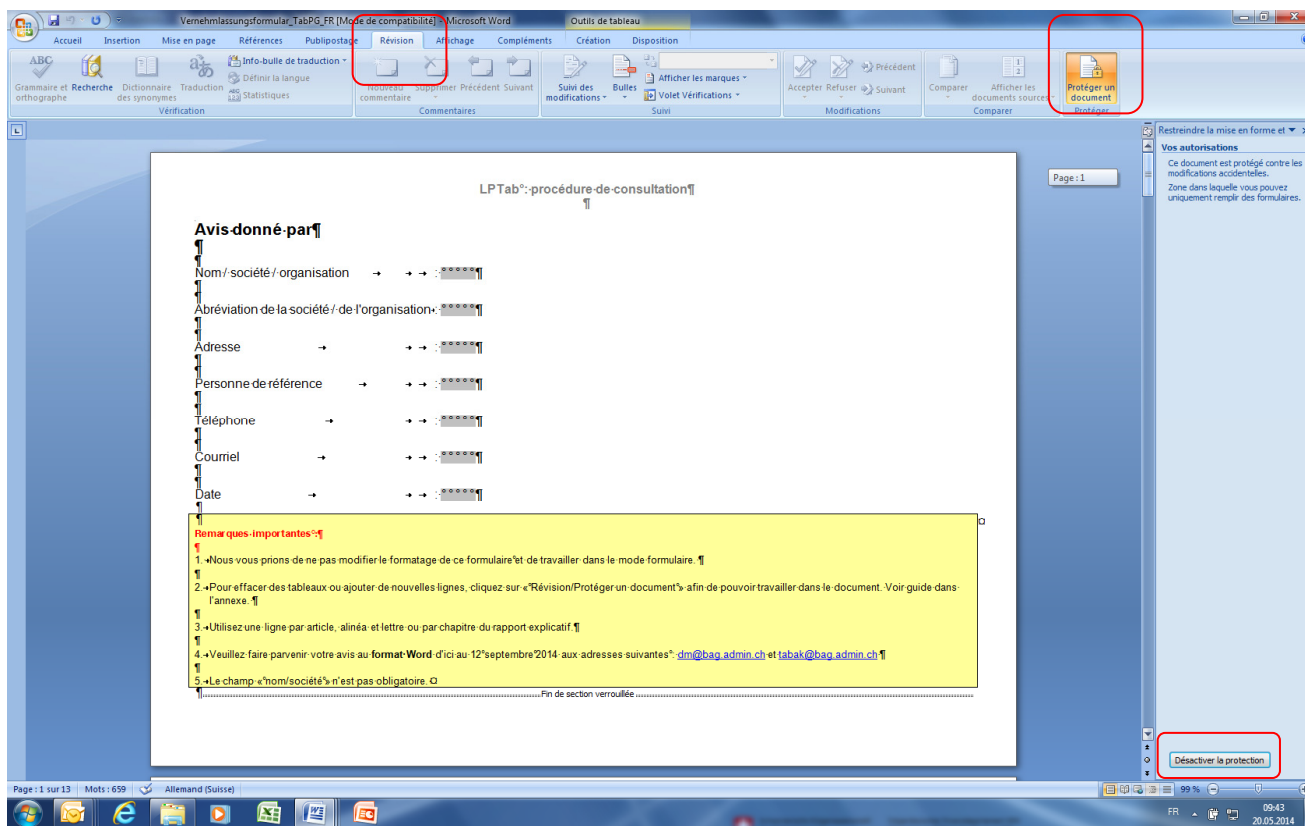 Vernehmlassungsformular_TabPG_FR [Mode de compatibilité] - Microsoft Word
Outils de tableau
Accueil Insertion Mise en page Références Publipostage Révision Affichage Compléments Création Disposition
ABC
Grammaire et orthographe
Recherche
Dictionnaire des synonymes
Traduction
Info-bulle de traduction
Définir la langue
ABC 123 Statistiques
Vérification
Nouveau commentaire
Supprimer
Précédent
Suivant
Commentaires
Suivi des modifications
Bulles
Afficher les marques
Volet Vérifications
Suivi
Accepter
Refuser
Précédent
Suivant
Modifications
Comparer
Afficher les documents sources
Comparer
Protéger un document
Protéger
L
LPTab°: procédure de consultation¶
¶
Avis donné par¶
¶
¶
Nom / société / organisation → → → : °°°°°¶
¶
¶
Abréviation de la société / de l'organisation→: °°°°°¶
¶
¶
Adresse → → → : °°°°°¶
¶
¶
Personne de référence → → → : °°°°°¶
¶
¶
Téléphone → → → : °°°°°¶
¶
¶
Courriel → → → : °°°°°¶
¶
¶
Date → → → : °°°°°¶
¶
¶
Remarques importantes°:¶
¶
1.→Nous vous prions de ne pas modifier le formatage de ce formulaire°et de travailler dans le mode formulaire. ¶
¶
2.→Pour effacer des tableaux ou ajouter de nouvelles lignes, cliquez sur «°Révision/Protéger un document°» afin de pouvoir travailler dans le document. Voir guide dans
l'annexe. ¶
¶
3.→Utilisez une ligne par article, alinéa et lettre ou par chapitre du rapport explicatif.¶
¶
4.→Veuillez faire parvenir votre avis au format Word d'ici au 12°septembre°2014 aux adresses suivantes°: dm@bag.admin.ch et tabak@bag.admin.ch ¶
¶
5.→Le champ «°nom/société°» n'est pas obligatoire. ¤
¶ Fin de section verrouillée
Page : 1
Restreindre la mise en forme et
Vos autorisations
Ce document est protégé contre les
modifications accidentelles.
Zone dans laquelle vous pouvez
uniquement remplir des formulaires.
Désactiver la protection
Page : 1 sur 13 Mots : 659 Allemand (Suisse) 99 %
FR 09:43
20.05.2014